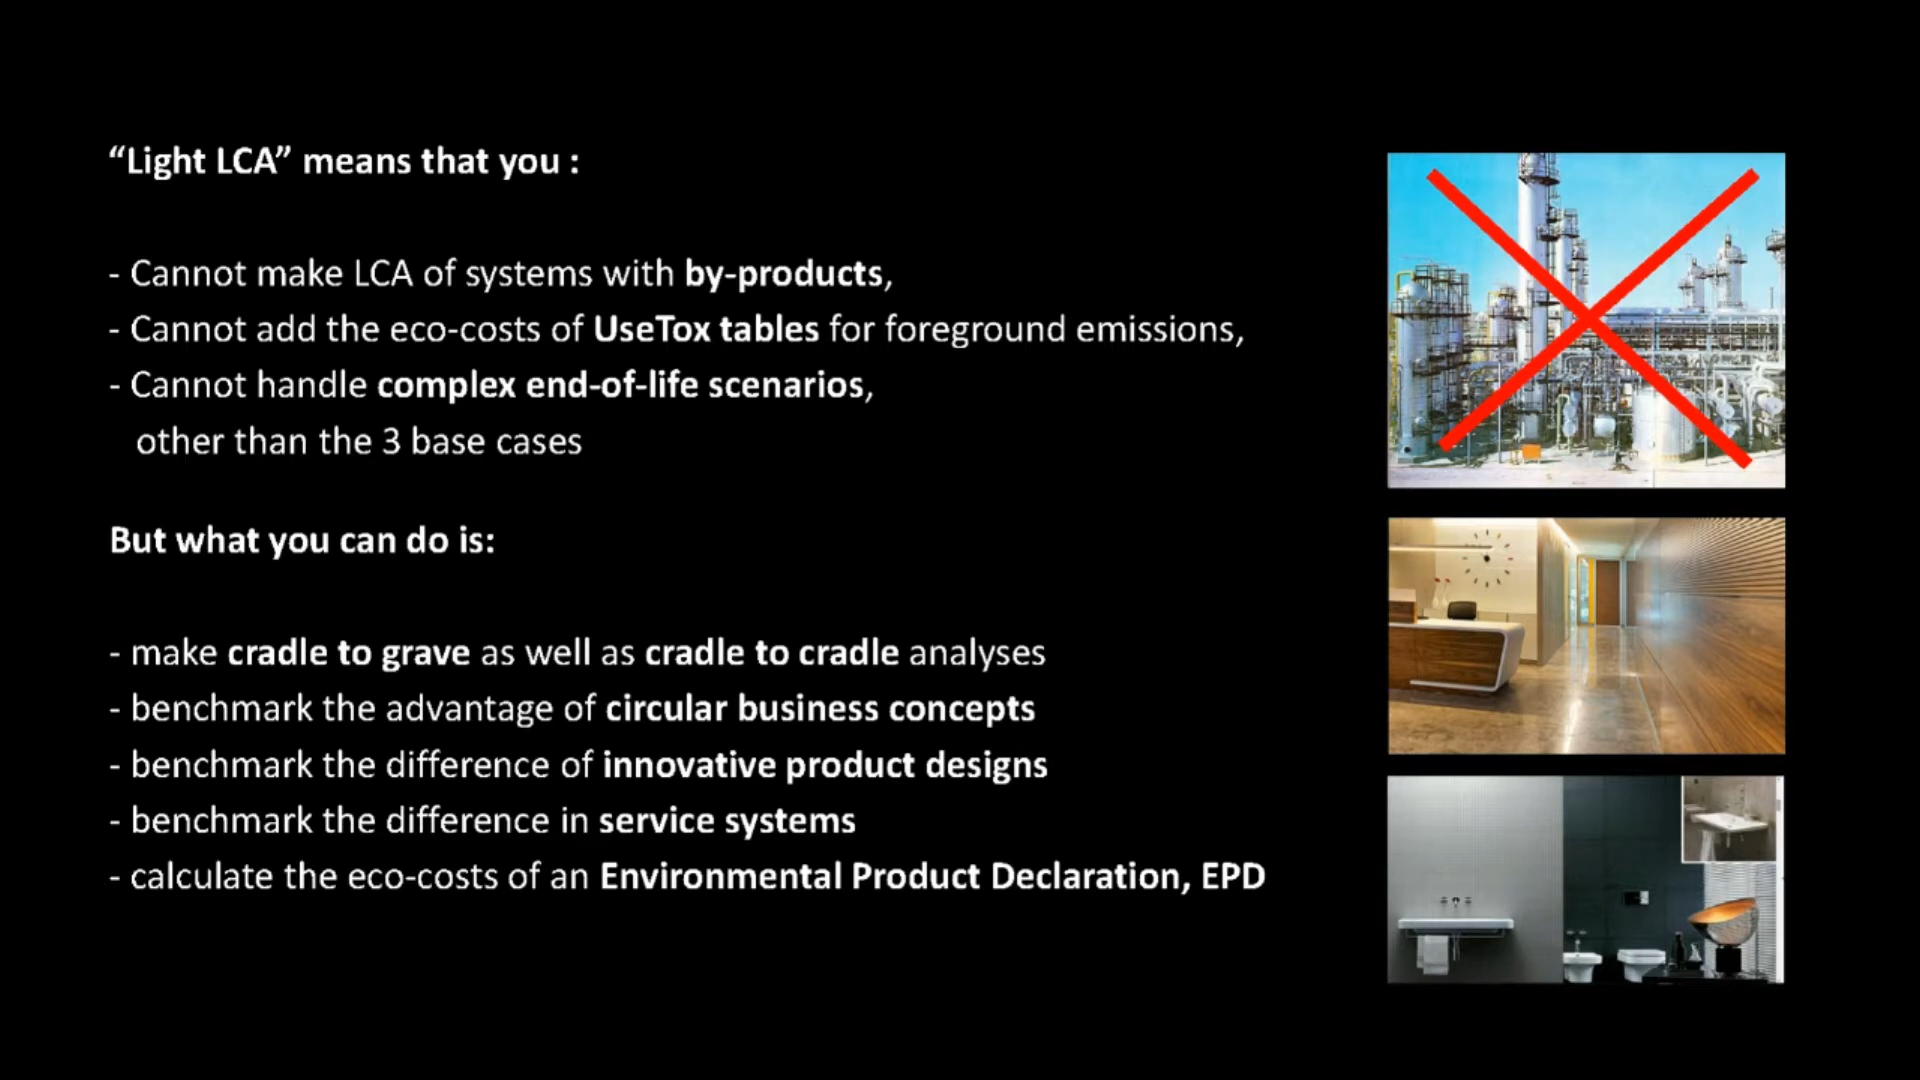 “Light LCA” means that you :
- Cannot make LCA of systems with by-products,
- Cannot add the eco-costs of UseTox tables for foreground emissions,
- Cannot handle complex end-of-life scenarios,
other than the 3 base cases
But what you can do is:
- make cradle to grave as well as cradle to cradle analyses
- benchmark the advantage of circular business concepts
- benchmark the difference of innovative product designs
- benchmark the difference in service systems
- calculate the eco-costs of an Environmental Product Declaration, EPD